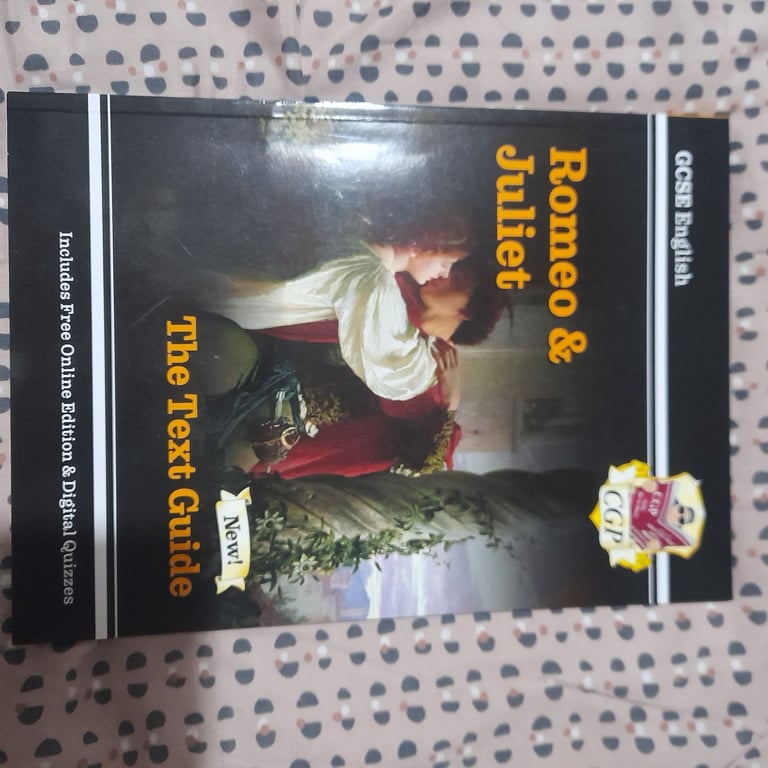 GCSE English
CGP
CGP
Romeo &
Juliet
New!
The Text Guide
Includes Free Online Edition & Digital Quizzes